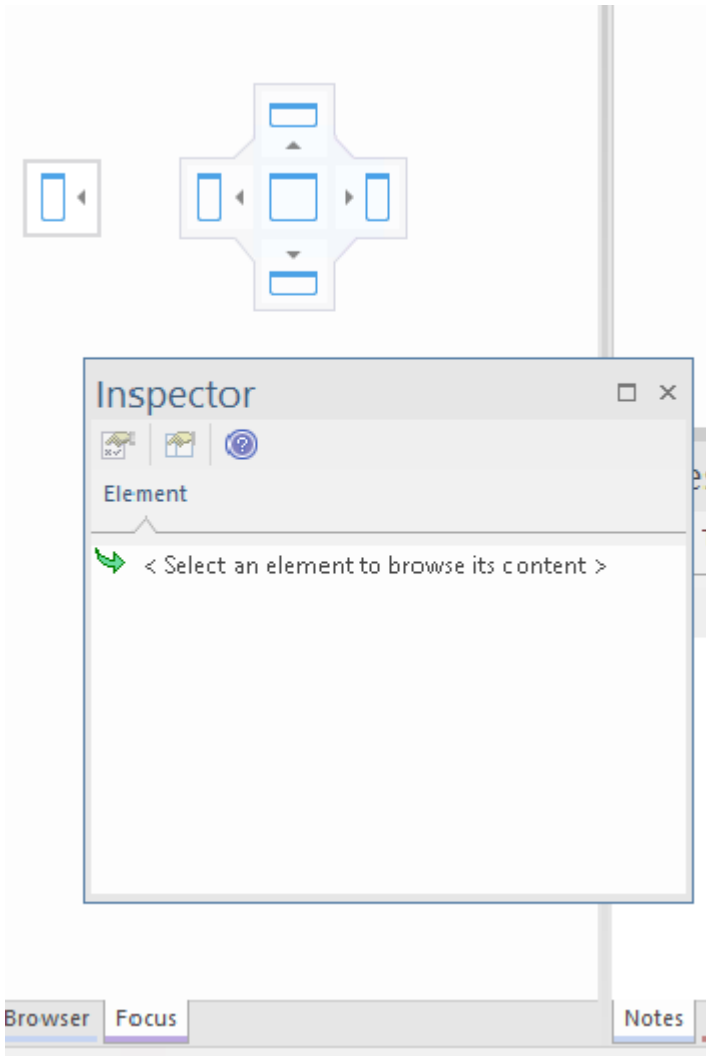 Inspector
Element
< Select an element to browse its content >
Browser
Focus
Notes